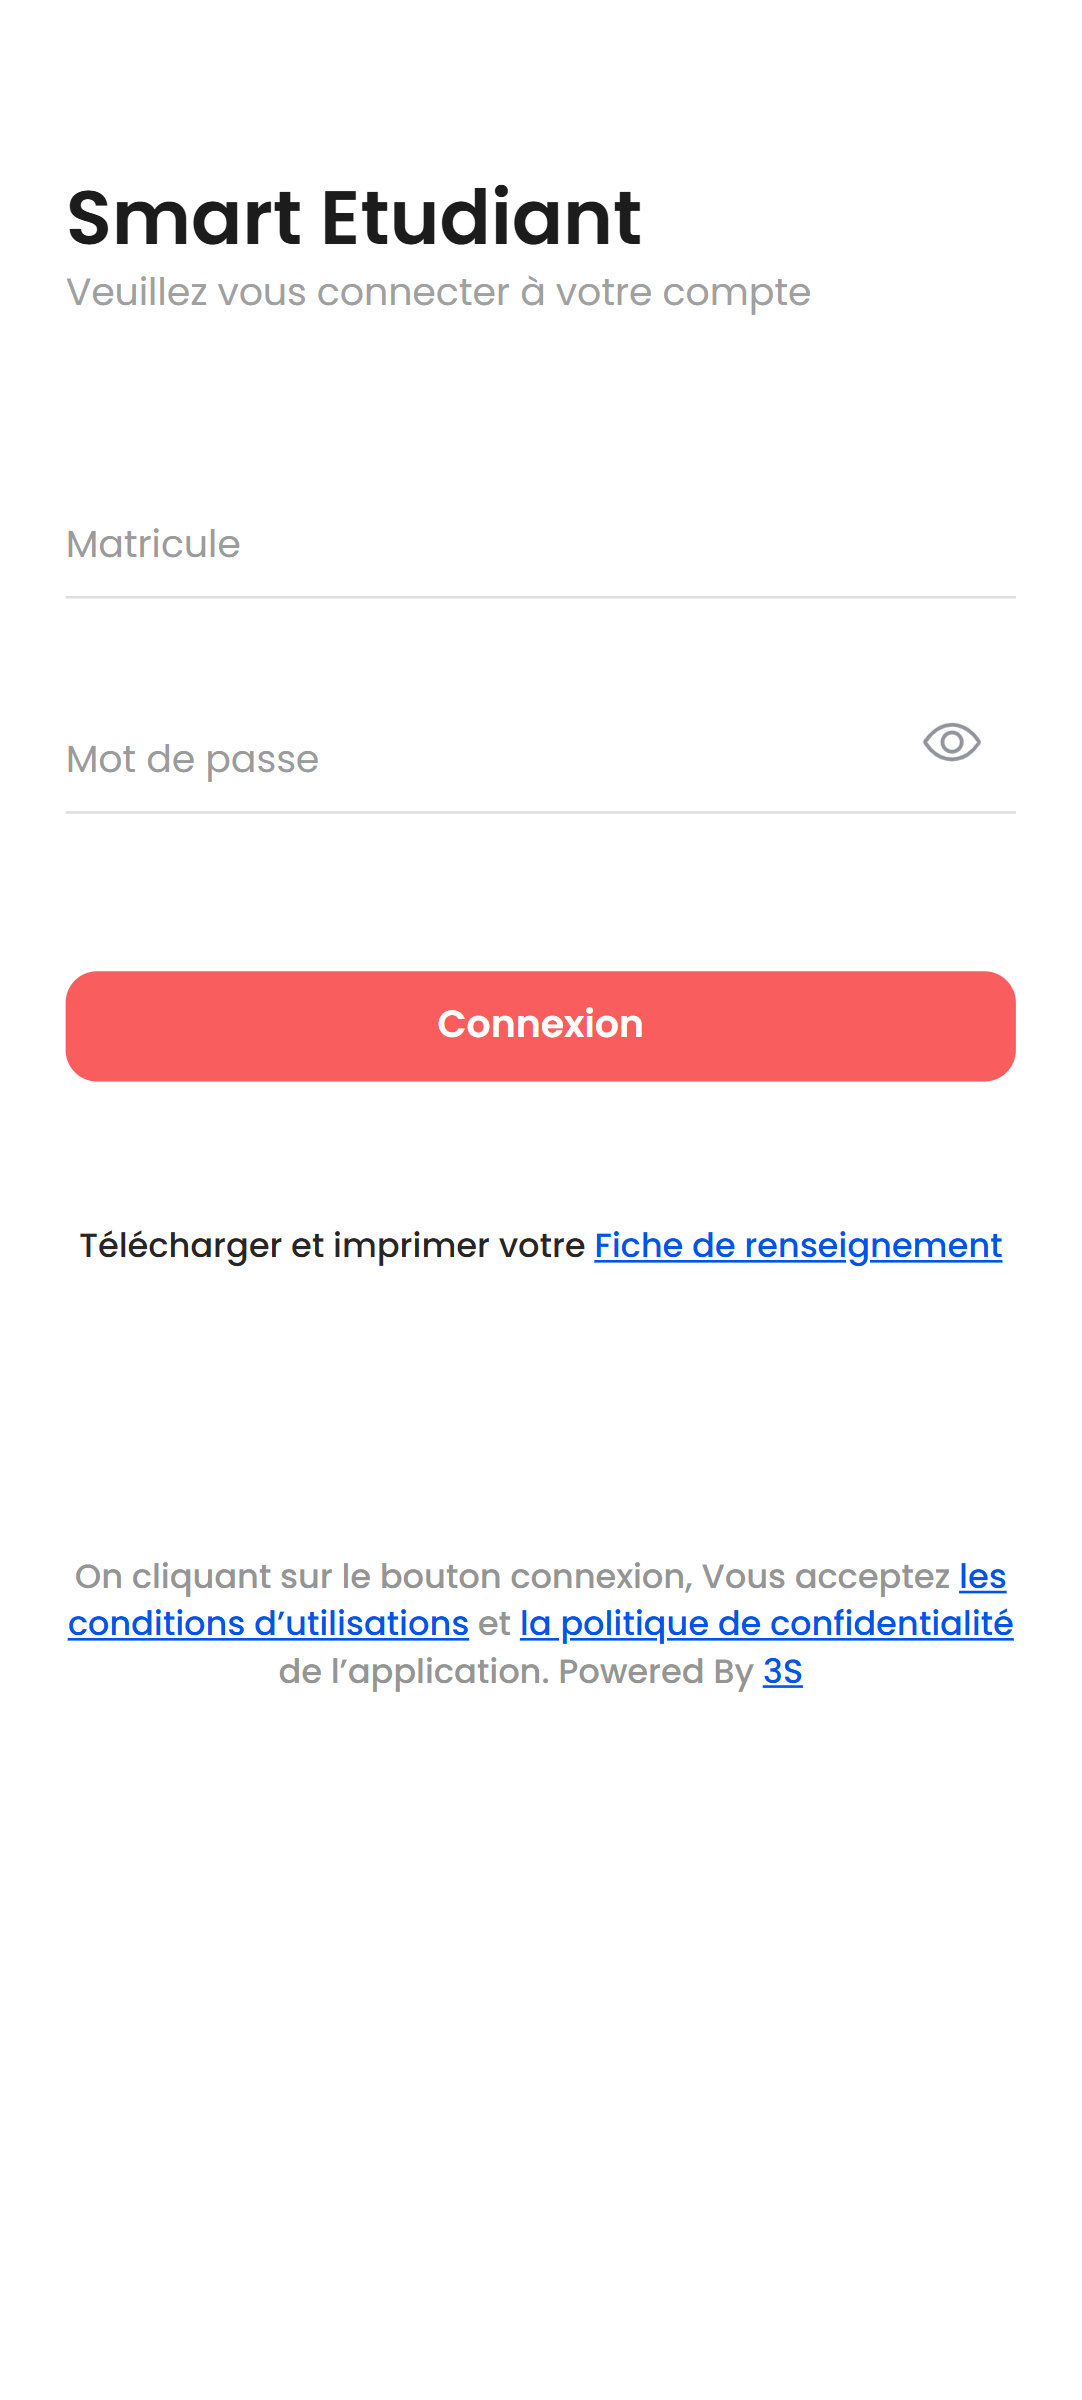 Smart Etudiant
Veuillez vous connecter à votre compte
Matricule
Mot de passe
Connexion
Télécharger et imprimer votre Fiche de renseignement
On cliquant sur le bouton connexion, Vous acceptez les
conditions d’utilisations et la politique de confidentialité
de l’application. Powered By 3S